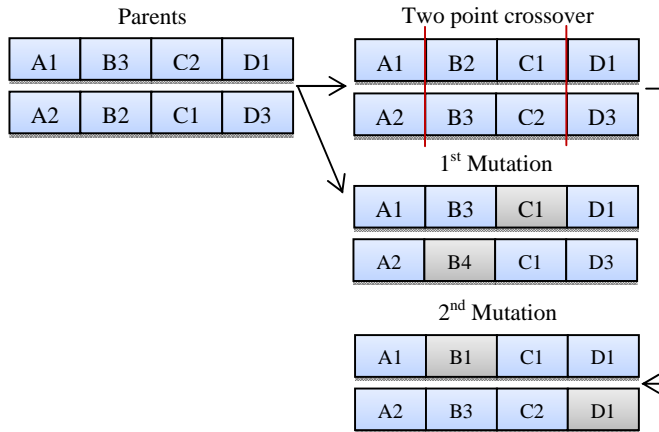 Parents
A1 B3 C2 D1
A2 B2 C1 D3
Two point crossover
A1 B2 C1 D1
A2 B3 C2 D3
1st Mutation
A1 B3 C1 D1
A2 B4 C1 D3
2nd Mutation
A1 B1 C1 D1
A2 B3 C2 D1